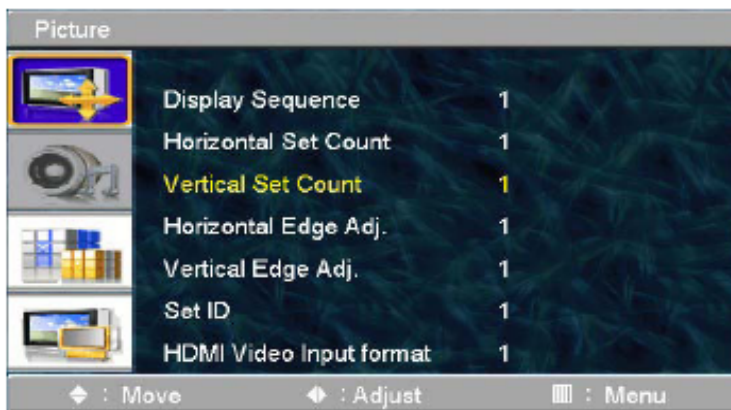 Picture
Display Sequence 1
Horizontal Set Count 1
Vertical Set Count 1
Horizontal Edge Adj. 1
Vertical Edge Adj. 1
Set ID 1
HDMI Video Input format 1
: Move : Adjust : Menu